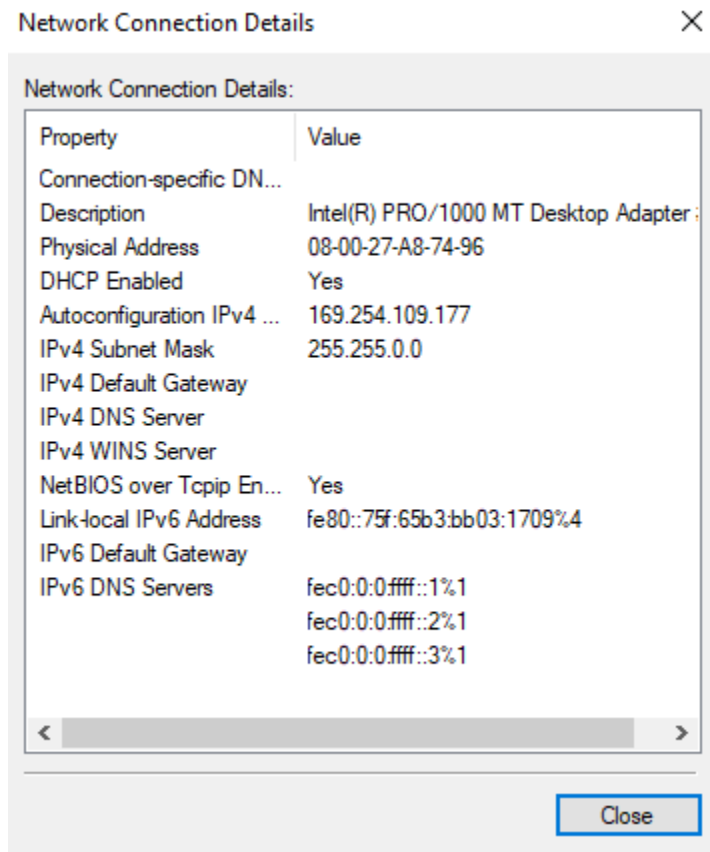 Network Connection Details
Network Connection Details:
Property Value
Connection-specific DN...
Description Intel(R) PRO/1000 MT Desktop Adapter
Physical Address 08-00-27-A8-74-96
DHCP Enabled Yes
Autoconfiguration IPv4 ... 169.254.109.177
IPv4 Subnet Mask 255.255.0.0
IPv4 Default Gateway
IPv4 DNS Server
IPv4 WINS Server
NetBIOS over Tcpip En... Yes
Link-local IPv6 Address fe80::75f:65b3:bb03:1709%4
IPv6 Default Gateway
IPv6 DNS Servers fec0:0:0:ffff::1%1
fec0:0:0:ffff::2%1
fec0:0:0:ffff::3%1
Close